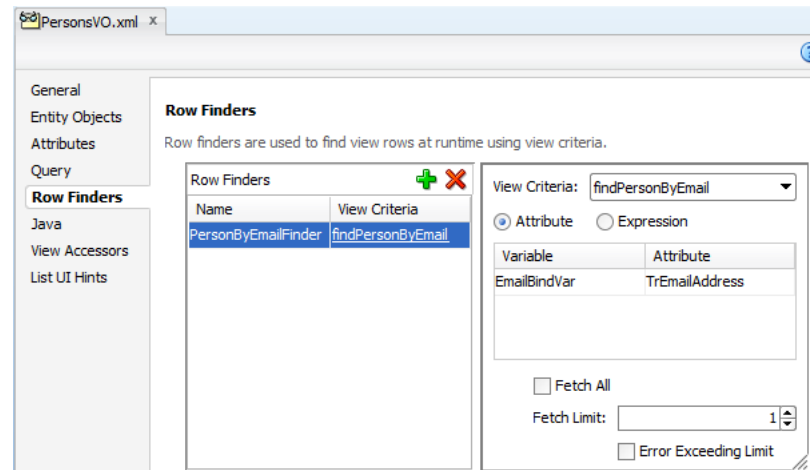 PersonsVO.xml x
General
Entity Objects
Attributes
Query
Row Finders
Java
View Accessors
List UI Hints
Row Finders
Row finders are used to find view rows at runtime using view criteria.
Row Finders
Name View Criteria
PersonByEmailFinder findPersonByEmail
View Criteria: findPersonByEmail
Attribute Expression
Variable Attribute
EmailBindVar TrEmailAddress
Fetch All
Fetch Limit: 1
Error Exceeding Limit